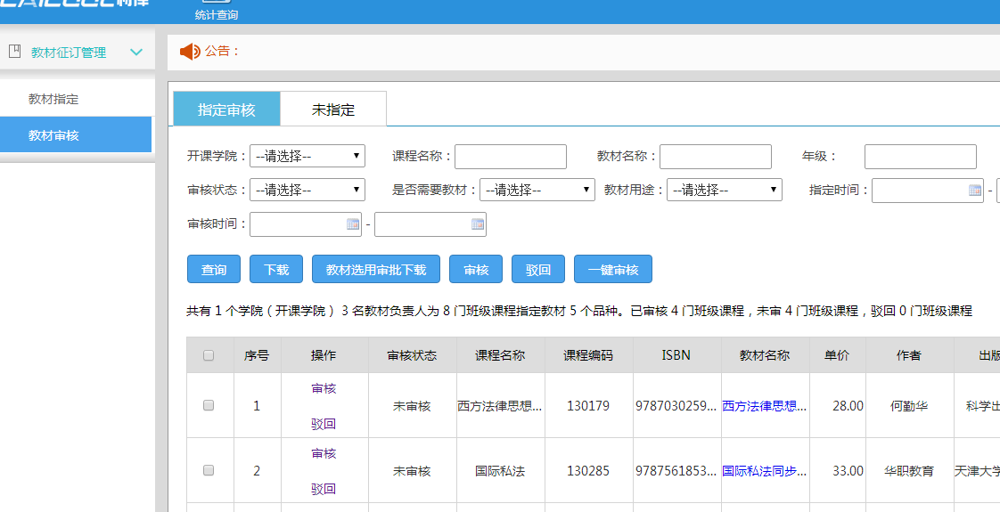 统计查询
教材征订管理
公告：
教材指定
教材审核
指定审核 未指定
开课学院： --请选择-- 课程名称： 教材名称： 年级：
审核状态： --请选择-- 是否需要教材： --请选择-- 教材用途： --请选择-- 指定时间： -
审核时间： -
查询 下载 教材选用审批下载 审核 驳回 一键审核
共有 1 个学院（开课学院） 3 名教材负责人为 8 门班级课程指定教材 5 个品种。已审核 4 门班级课程，未审 4 门班级课程，驳回 0 门班级课程
序号 操作 审核状态 课程名称 课程编码 ISBN 教材名称 单价 作者 出版
1 审核 驳回 未审核 西方法律思想... 130179 9787030259... 西方法律思想... 28.00 何勤华 科学出
2 审核 驳回 未审核 国际私法 130285 9787561853... 国际私法同步... 33.00 华职教育 天津大学